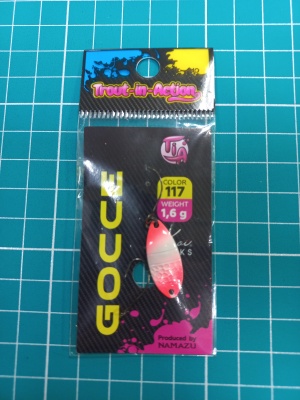 Trout-in-Action
GOCCE
COLOR
117
WEIGHT
1,6 g
Produced by
NAMAZU